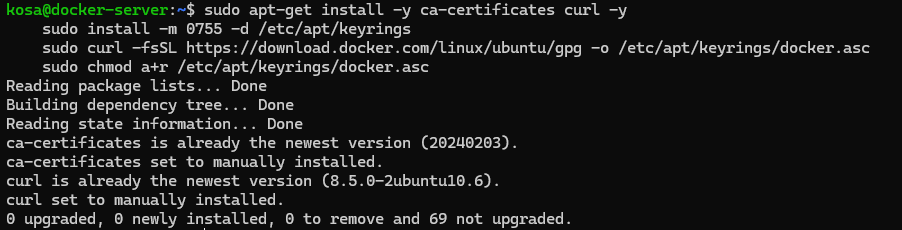 kosa@docker-server:~$ sudo apt-get install -y ca-certificates curl -y
    sudo install -m 0755 -d /etc/apt/keyrings
    sudo curl -fsSL https://download.docker.com/linux/ubuntu/gpg -o /etc/apt/keyrings/docker.asc
    sudo chmod a+r /etc/apt/keyrings/docker.asc
Reading package lists... Done
Building dependency tree... Done
Reading state information... Done
ca-certificates is already the newest version (20240203).
ca-certificates set to manually installed.
curl is already the newest version (8.5.0-2ubuntu10.6).
curl set to manually installed.
0 upgraded, 0 newly installed, 0 to remove and 69 not upgraded.